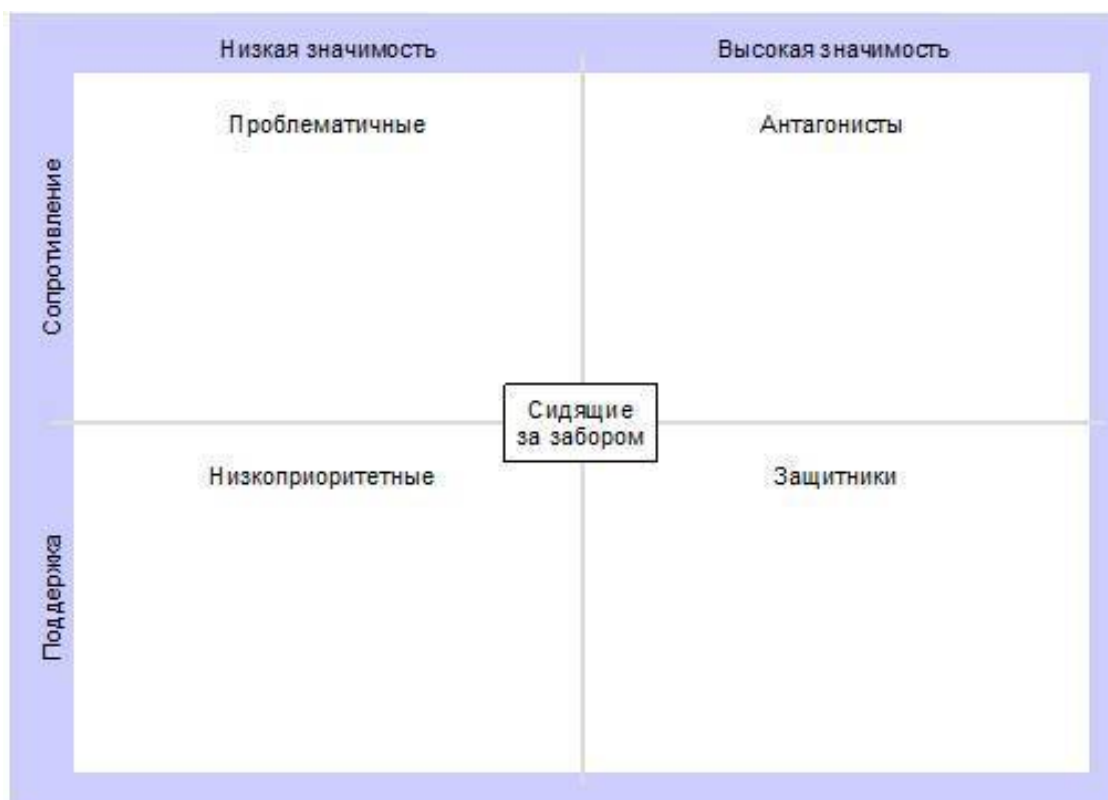 Низкая значимость
Высокая значимость
Сопротивление
Проблематичные
Антагонисты
Сидящие
за забором
Поддержка
Низкоприоритетные
Защитники